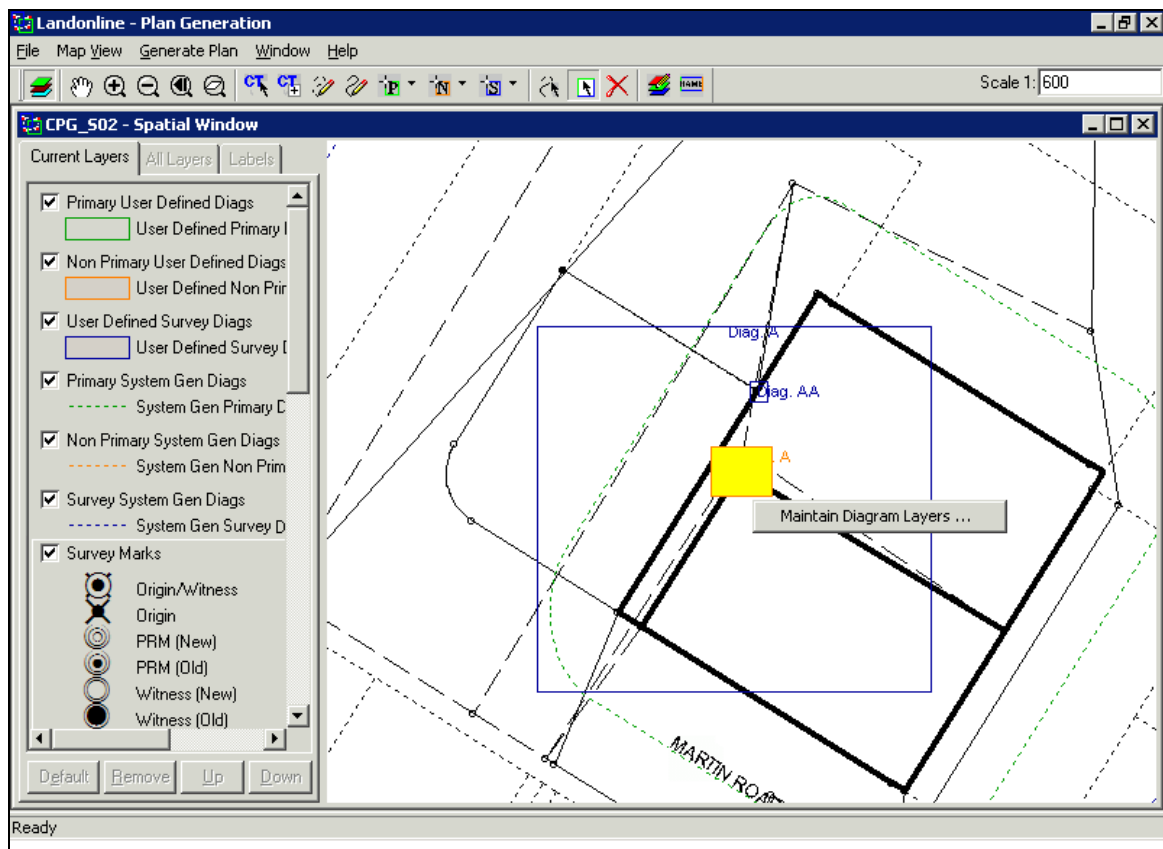 Landonline - Plan Generation
File Map View Generate Plan Window Help
CT CT P N S NAME Scale 1: 600
CPG_S02 - Spatial Window
Current Layers All Layers Labels
Primary User Defined Diags
User Defined Primary
Non Primary User Defined Diags
User Defined Non Prin
User Defined Survey Diags
User Defined Survey
Primary System Gen Diags
System Gen Primary D
Non Primary System Gen Diags
System Gen Non Prim
Survey System Gen Diags
System Gen Survey D
Survey Marks
Origin/Witness
Origin
PRM (New)
PRM (Old)
Witness (New)
Witness (Old)
Default Remove Up Down
Diag. A
Diag. AA
. A
Maintain Diagram Layers ...
MARTIN ROA
Ready